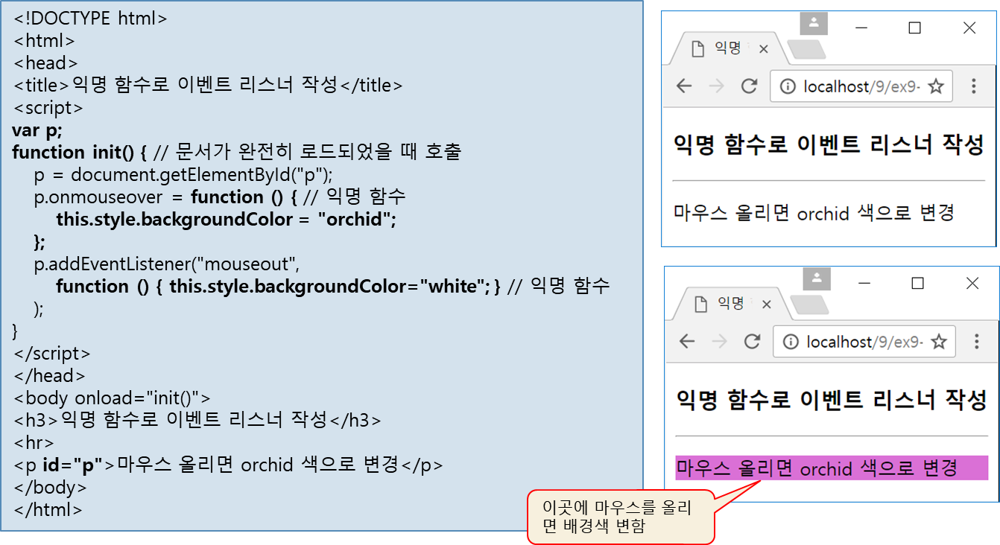 <!DOCTYPE html>
<html>
<head>
<title>익명 함수로 이벤트 리스너 작성</title>
<script>
var p;
function init() { // 문서가 완전히 로드되었을 때 호출
p = document.getElementById("p");
p.onmouseover = function () { // 익명 함수
this.style.backgroundColor = "orchid";
};
p.addEventListener("mouseout",
function () { this.style.backgroundColor="white"; } // 익명 함수
);
}
</script>
</head>
<body onload="init()">
<h3>익명 함수로 이벤트 리스너 작성</h3>
<hr>
<p id="p">마우스 올리면 orchid 색으로 변경</p>
</body>
</html>
익명
localhost/9/ex9-
익명 함수로 이벤트 리스너 작성
마우스 올리면 orchid 색으로 변경
익명
localhost/9/ex9-
익명 함수로 이벤트 리스너 작성
마우스 올리면 orchid 색으로 변경
이곳에 마우스를 올리
면 배경색 변함